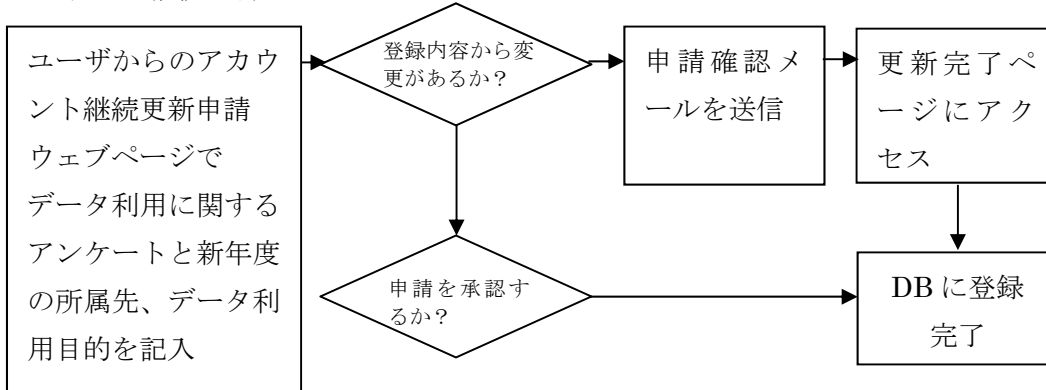 ユーザからのアカウ
ント継続更新申請
ウェブページで
データ利用に関する
アンケートと新年度
の所属先、データ利
用目的を記入
登録内容から変
更があるか?
申請確認メ
ールを送信
更新完了ペ
ージにアク
セス
申請を承認す
るか?
DB に登録
完了